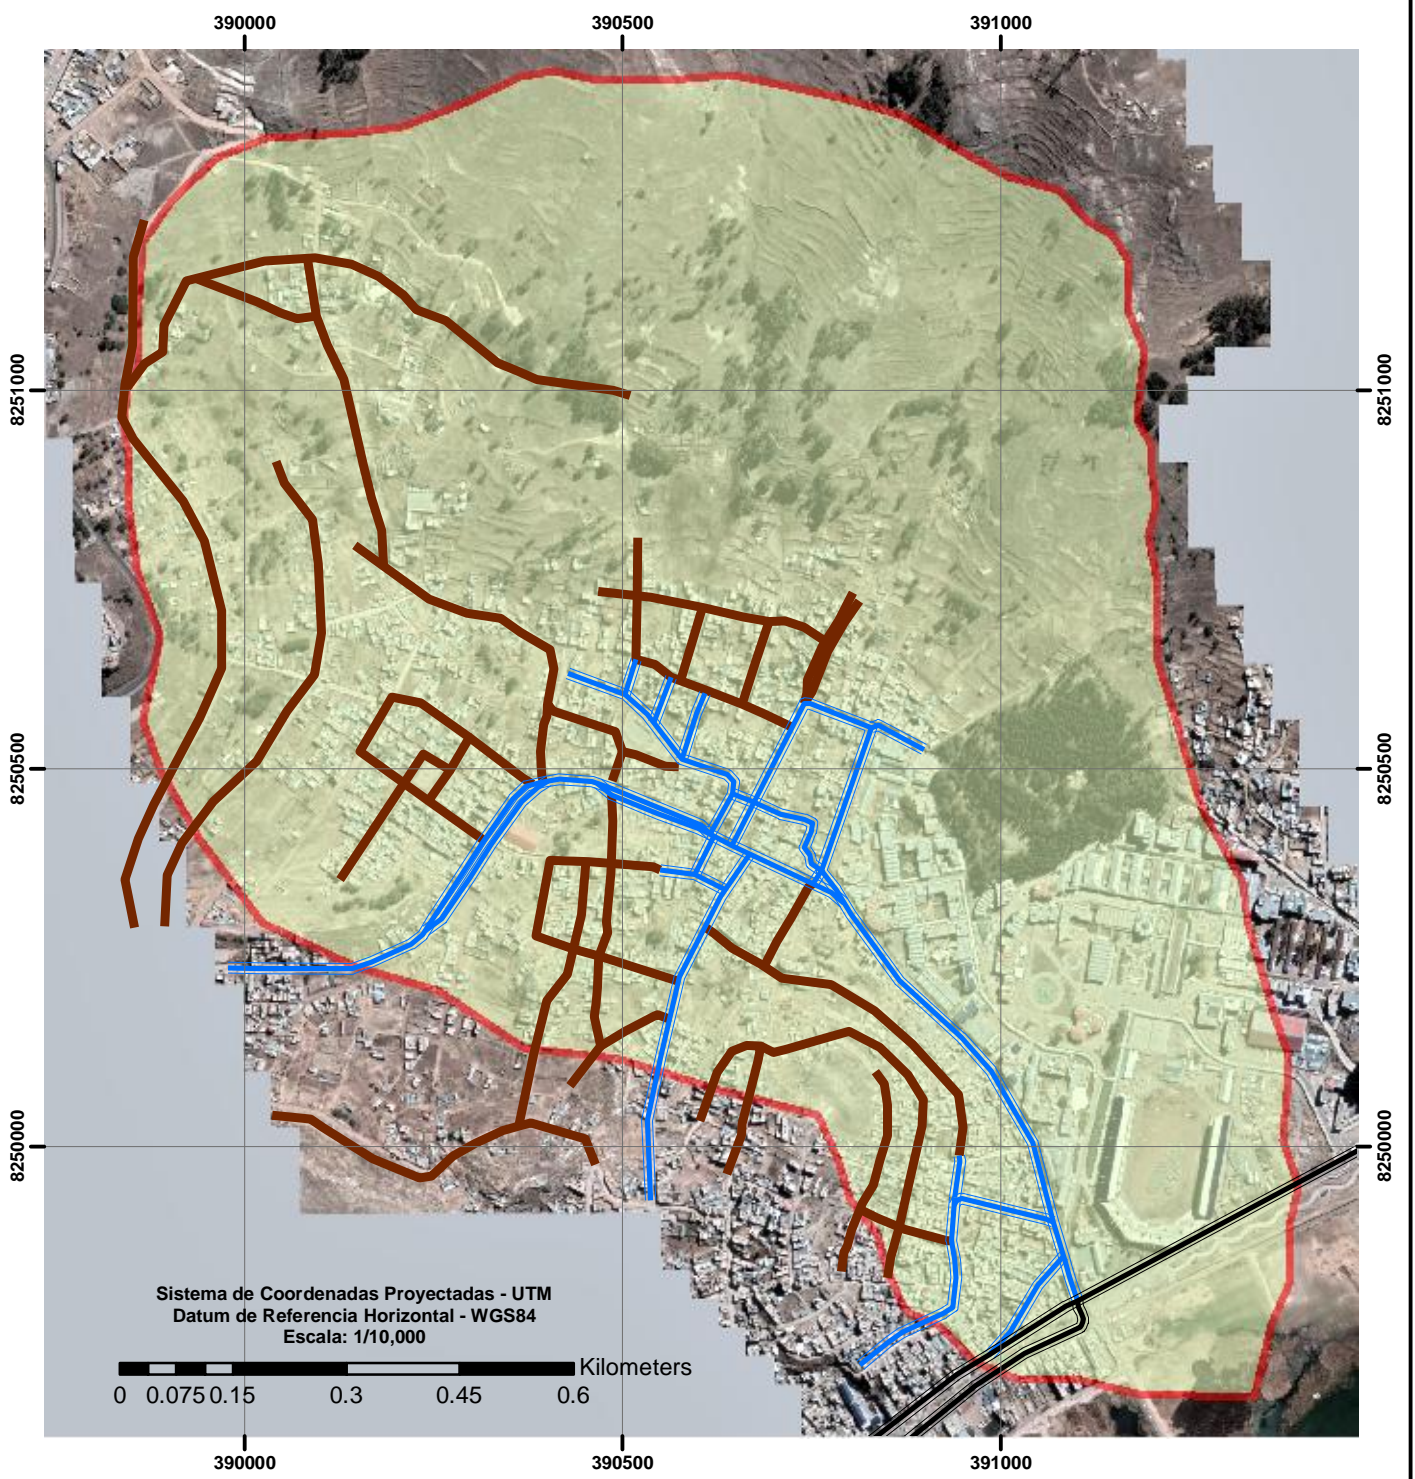 390000 390500 391000
8251000 8251000
8250500 8250500
8250000 8250000
Sistema de Coordenadas Proyectadas - UTM
Datum de Referencia Horizontal - WGS84
Escala: 1/10,000
Kilometers
0 0.075 0.15 0.3 0.45 0.6
390000 390500 391000